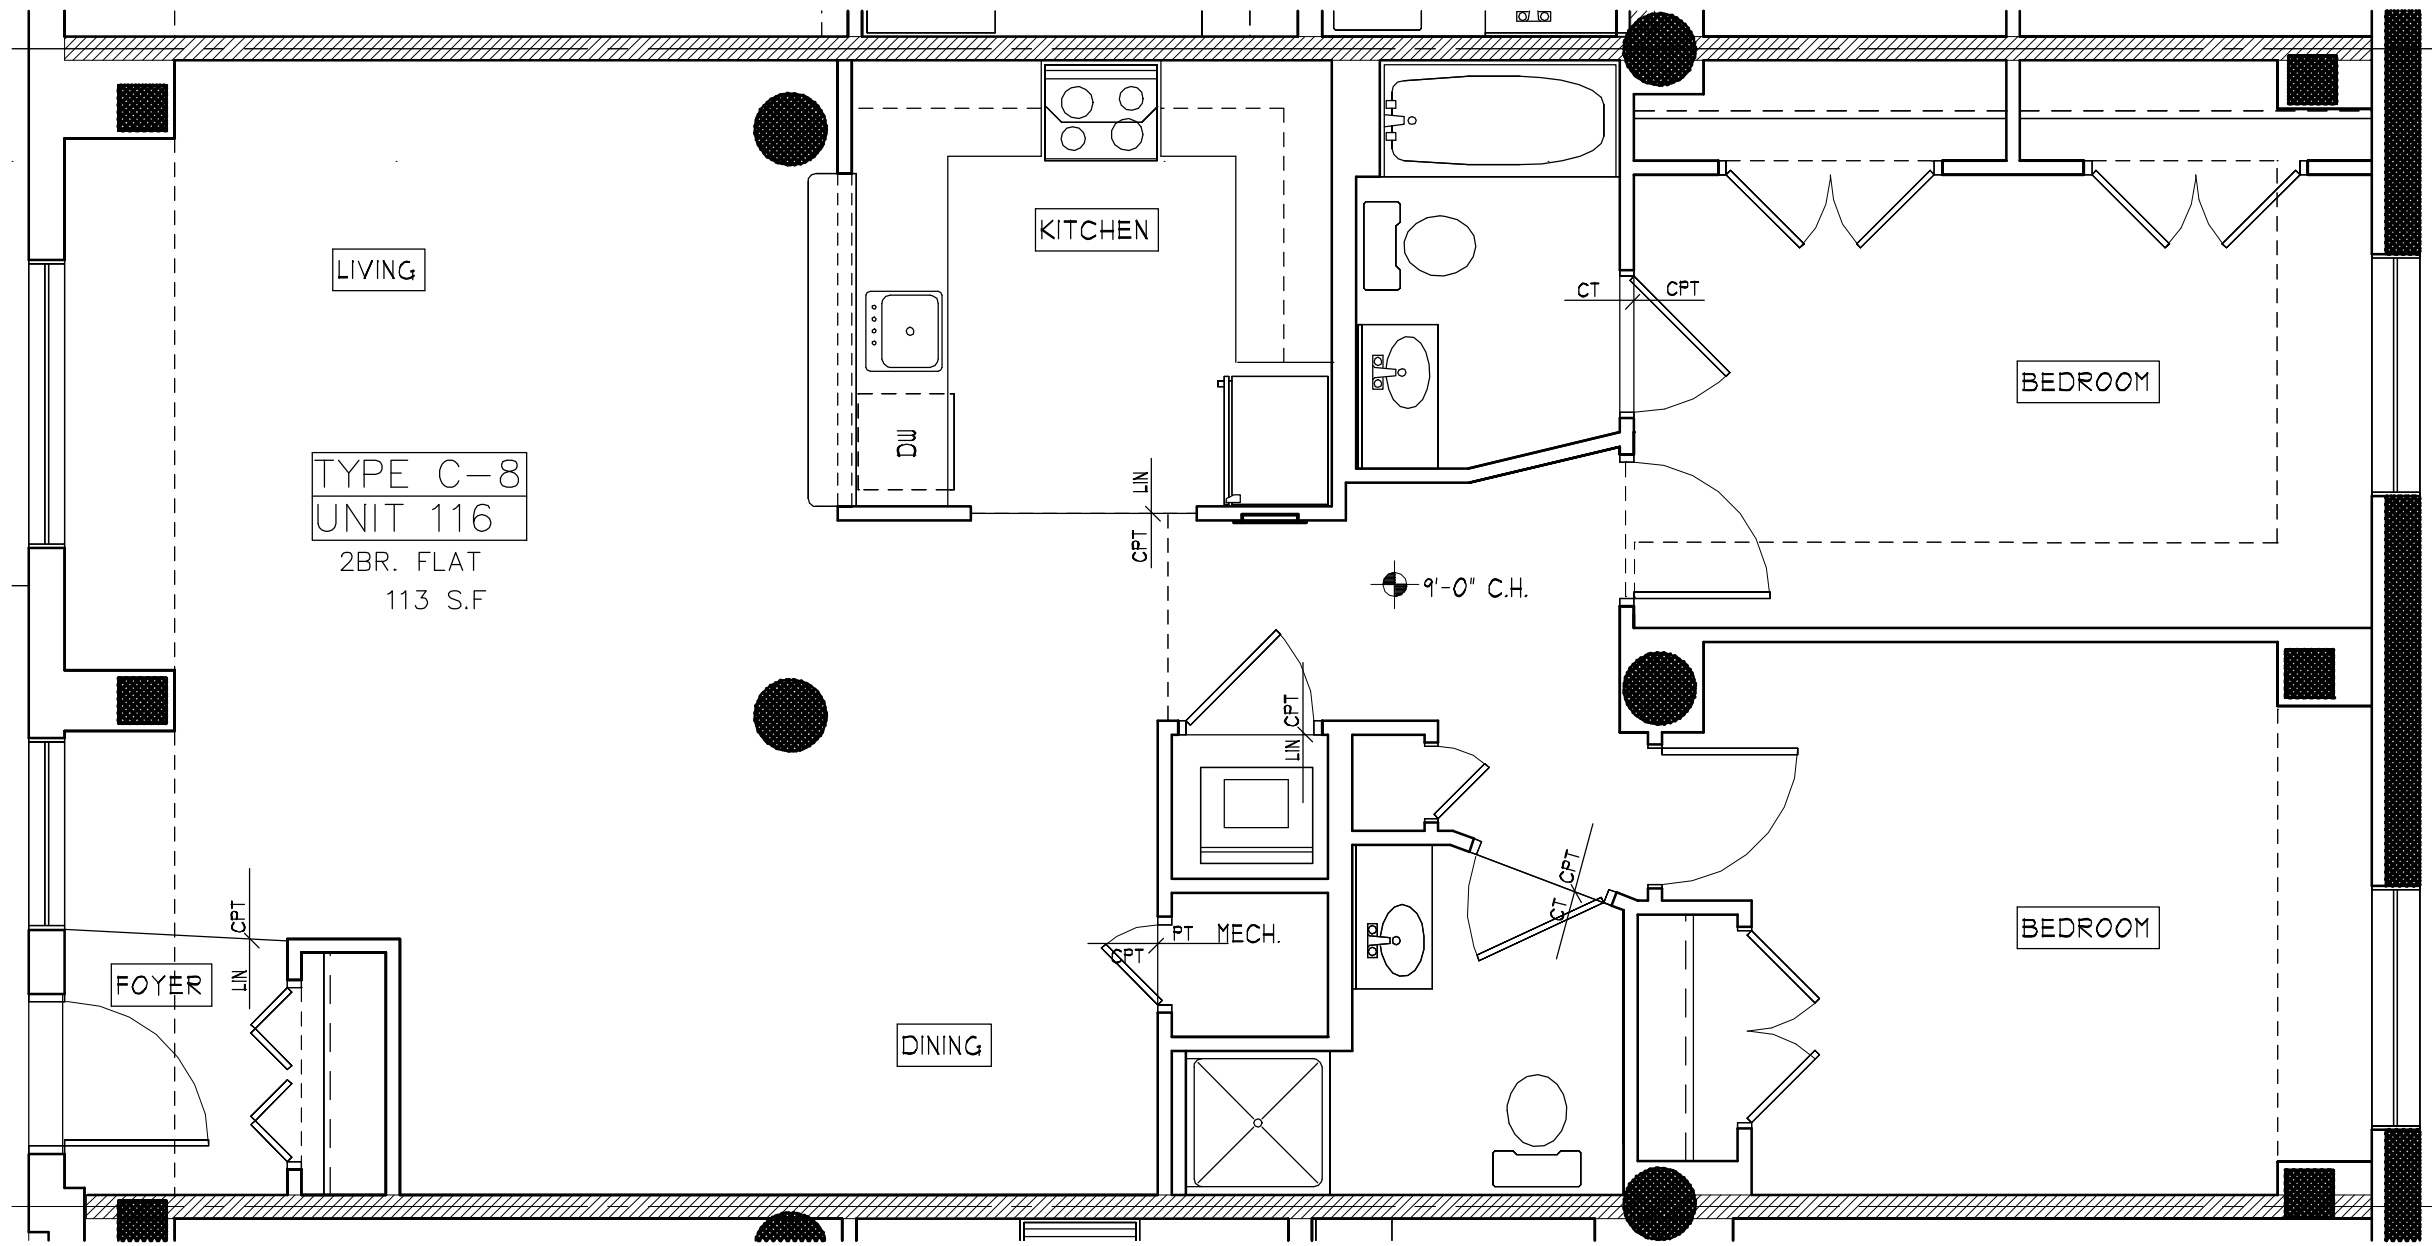 KITCHEN
LIVING
CT
CPT
BEDROOM
DW
TYPE C-8
UNIT 116
2BR. FLAT
113 S.F
LIN
CPT
9'-0" C.H.
CPT
LIN
CPT
CT
CPT
LIN
FOYER
PT
MECH.
CPT
BEDROOM
DINING